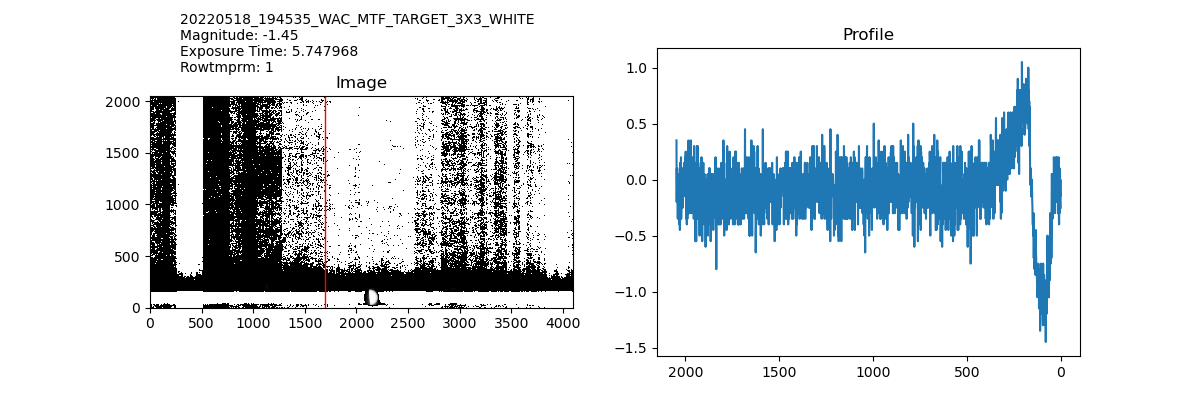 20220518_194535_WAC_MTF_TARGET_3X3_WHITE
Magnitude: -1.45
Exposure Time: 5.747968
Rowtmprm: 1
Image
2000
1500
1000
500
0
0 500 1000 1500 2000 2500 3000 3500 4000
Profile
1.0
0.5
0.0
−0.5
−1.0
−1.5
2000 1500 1000 500 0